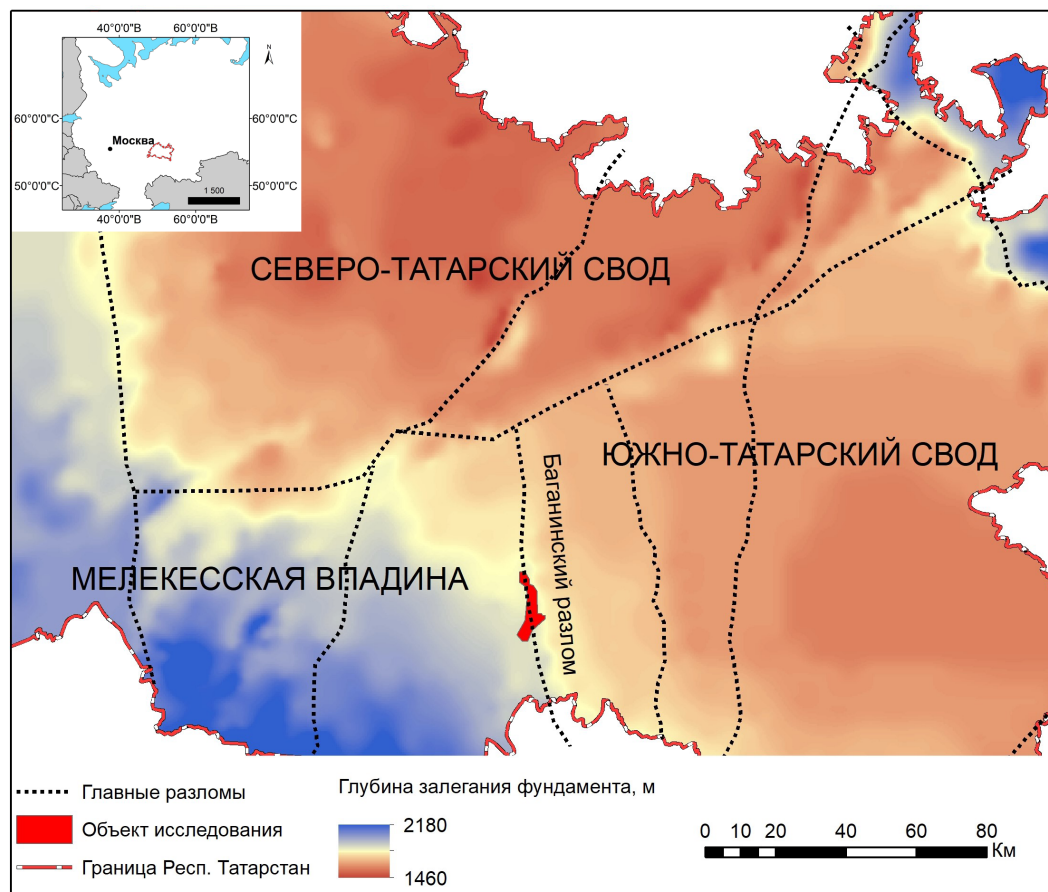 40°0'0"В 60°0'0"В
N
60°0'0"С 60°0'0"С
Москва
50°0'0"С 50°0'0"С
1 500
40°0'0"В 60°0'0"В
СЕВЕРО-ТАТАРСКИЙ СВОД
ЮЖНО-ТАТАРСКИЙ СВОД
Баганинский разлом
МЕЛЕКЕССКАЯ ВПАДИНА
Главные разломы
Объект исследования
Граница Респ. Татарстан
Глубина залегания фундамента, м
2180
1460
0 10 20 40 60 80
Км